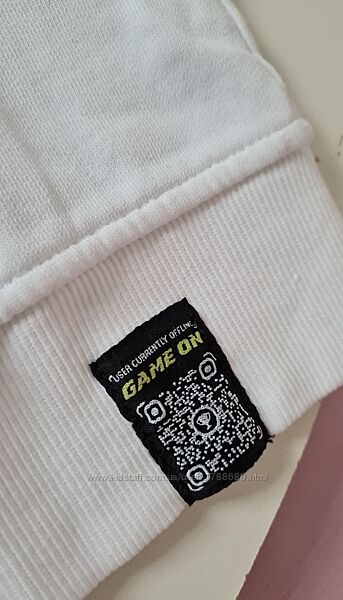 "USER CURRENTLY OFFLINE"
GAME ON